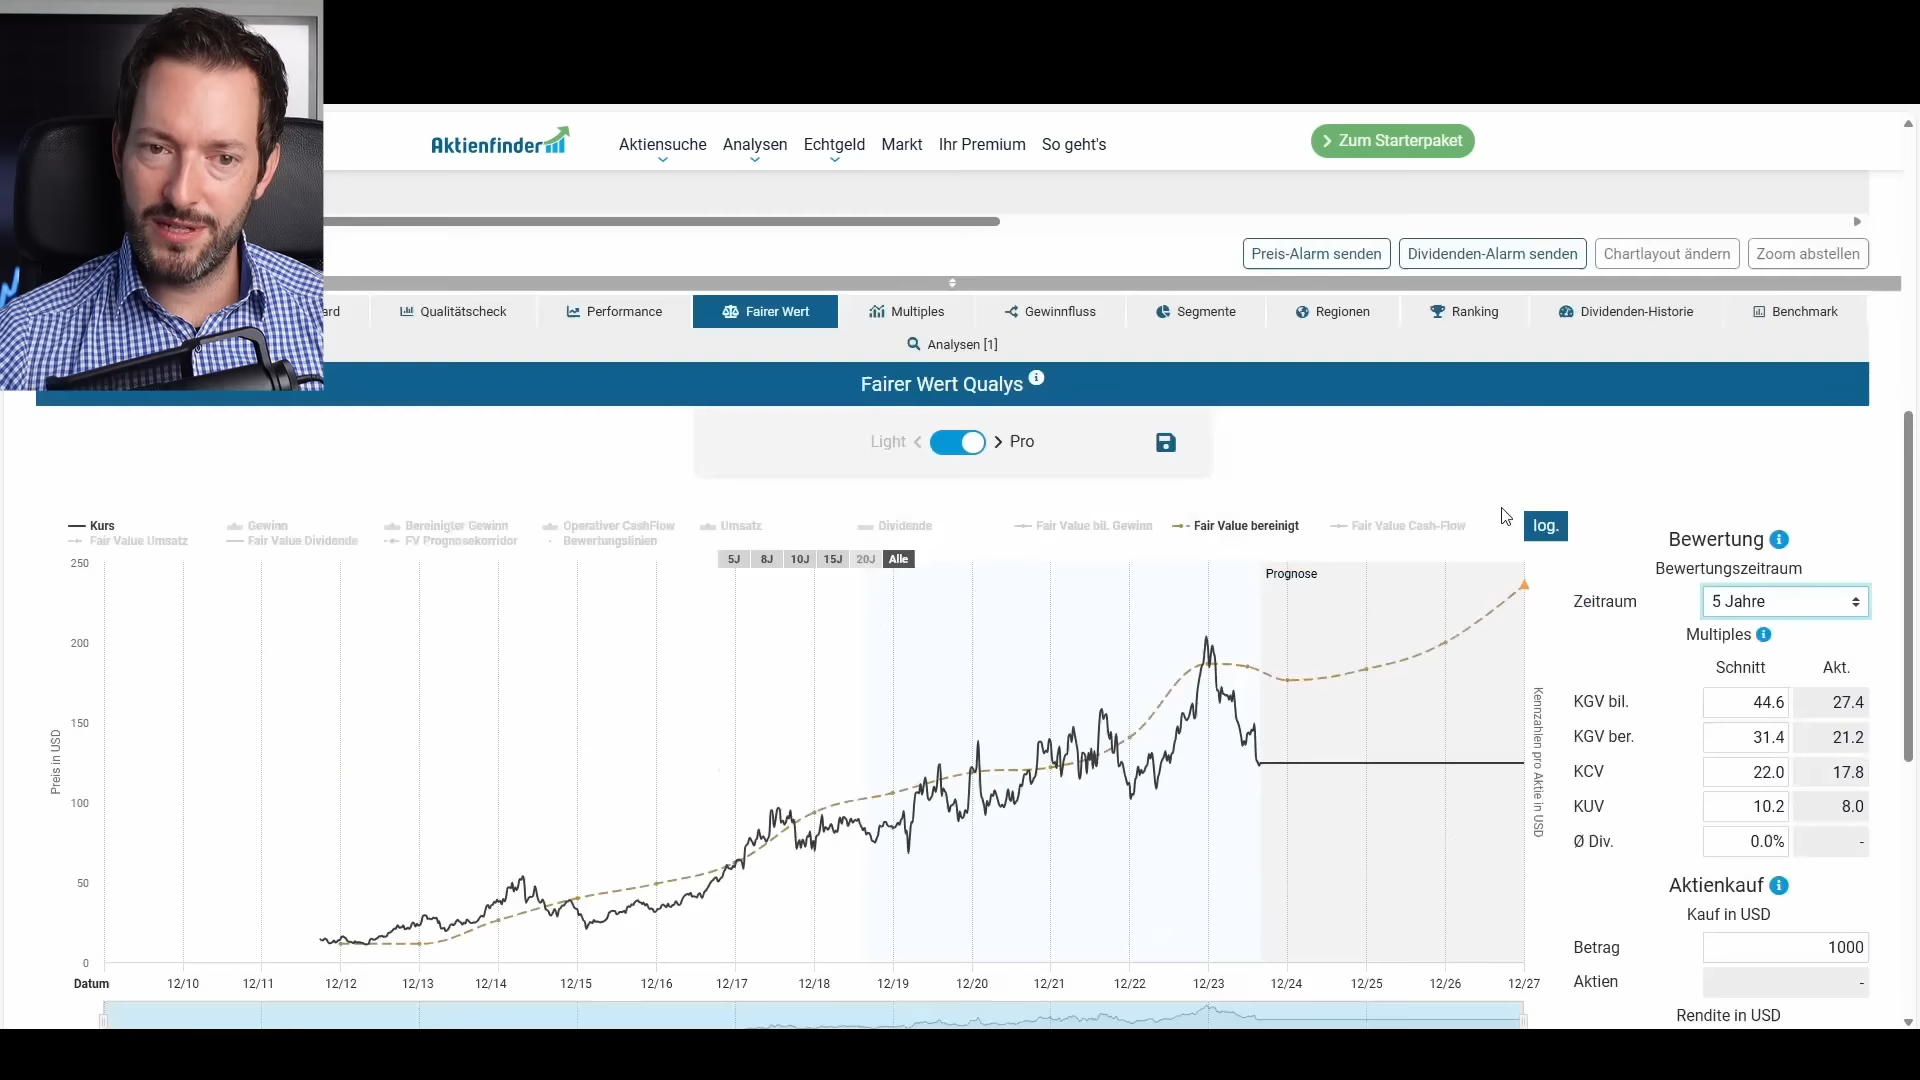 Aktienfinder
Aktiensuche Analysen Echtgeld Markt Ihr Premium So geht's
Zum Starterpaket
Preis-Alarm senden Dividenden-Alarm senden Chartlayout ändern Zoom abstellen
ard Qualitätscheck Performance Fairer Wert Multiples Gewinnfluss Segmente Regionen Ranking Dividenden-Historie Benchmark
Analysen [1]
Fairer Wert Qualys
Light Pro
Kurs Gewinn Bereinigter Gewinn Operativer CashFlow Umsatz Dividende Fair Value bil. Gewinn Fair Value bereinigt Fair Value Cash-Flow
Fair Value Umsatz Fair Value Dividende FV Prognosekorridor Bewertungslinien
log.
5J 8J 10J 15J 20J Alle
Prognose
250
200
150
100
50
0
Preis in USD
Kennzahlen pro Aktie in USD
Datum 12/10 12/11 12/12 12/13 12/14 12/15 12/16 12/17 12/18 12/19 12/20 12/21 12/22 12/23 12/24 12/25 12/26 12/27
Bewertung
Bewertungszeitraum
Zeitraum 5 Jahre
Multiples
Schnitt Akt.
KGV bil. 44.6 27.4
KGV ber. 31.4 21.2
KCV 22.0 17.8
KUV 10.2 8.0
Ø Div. 0.0% -
Aktienkauf
Kauf in USD
Betrag 1000
Aktien -
Rendite in USD